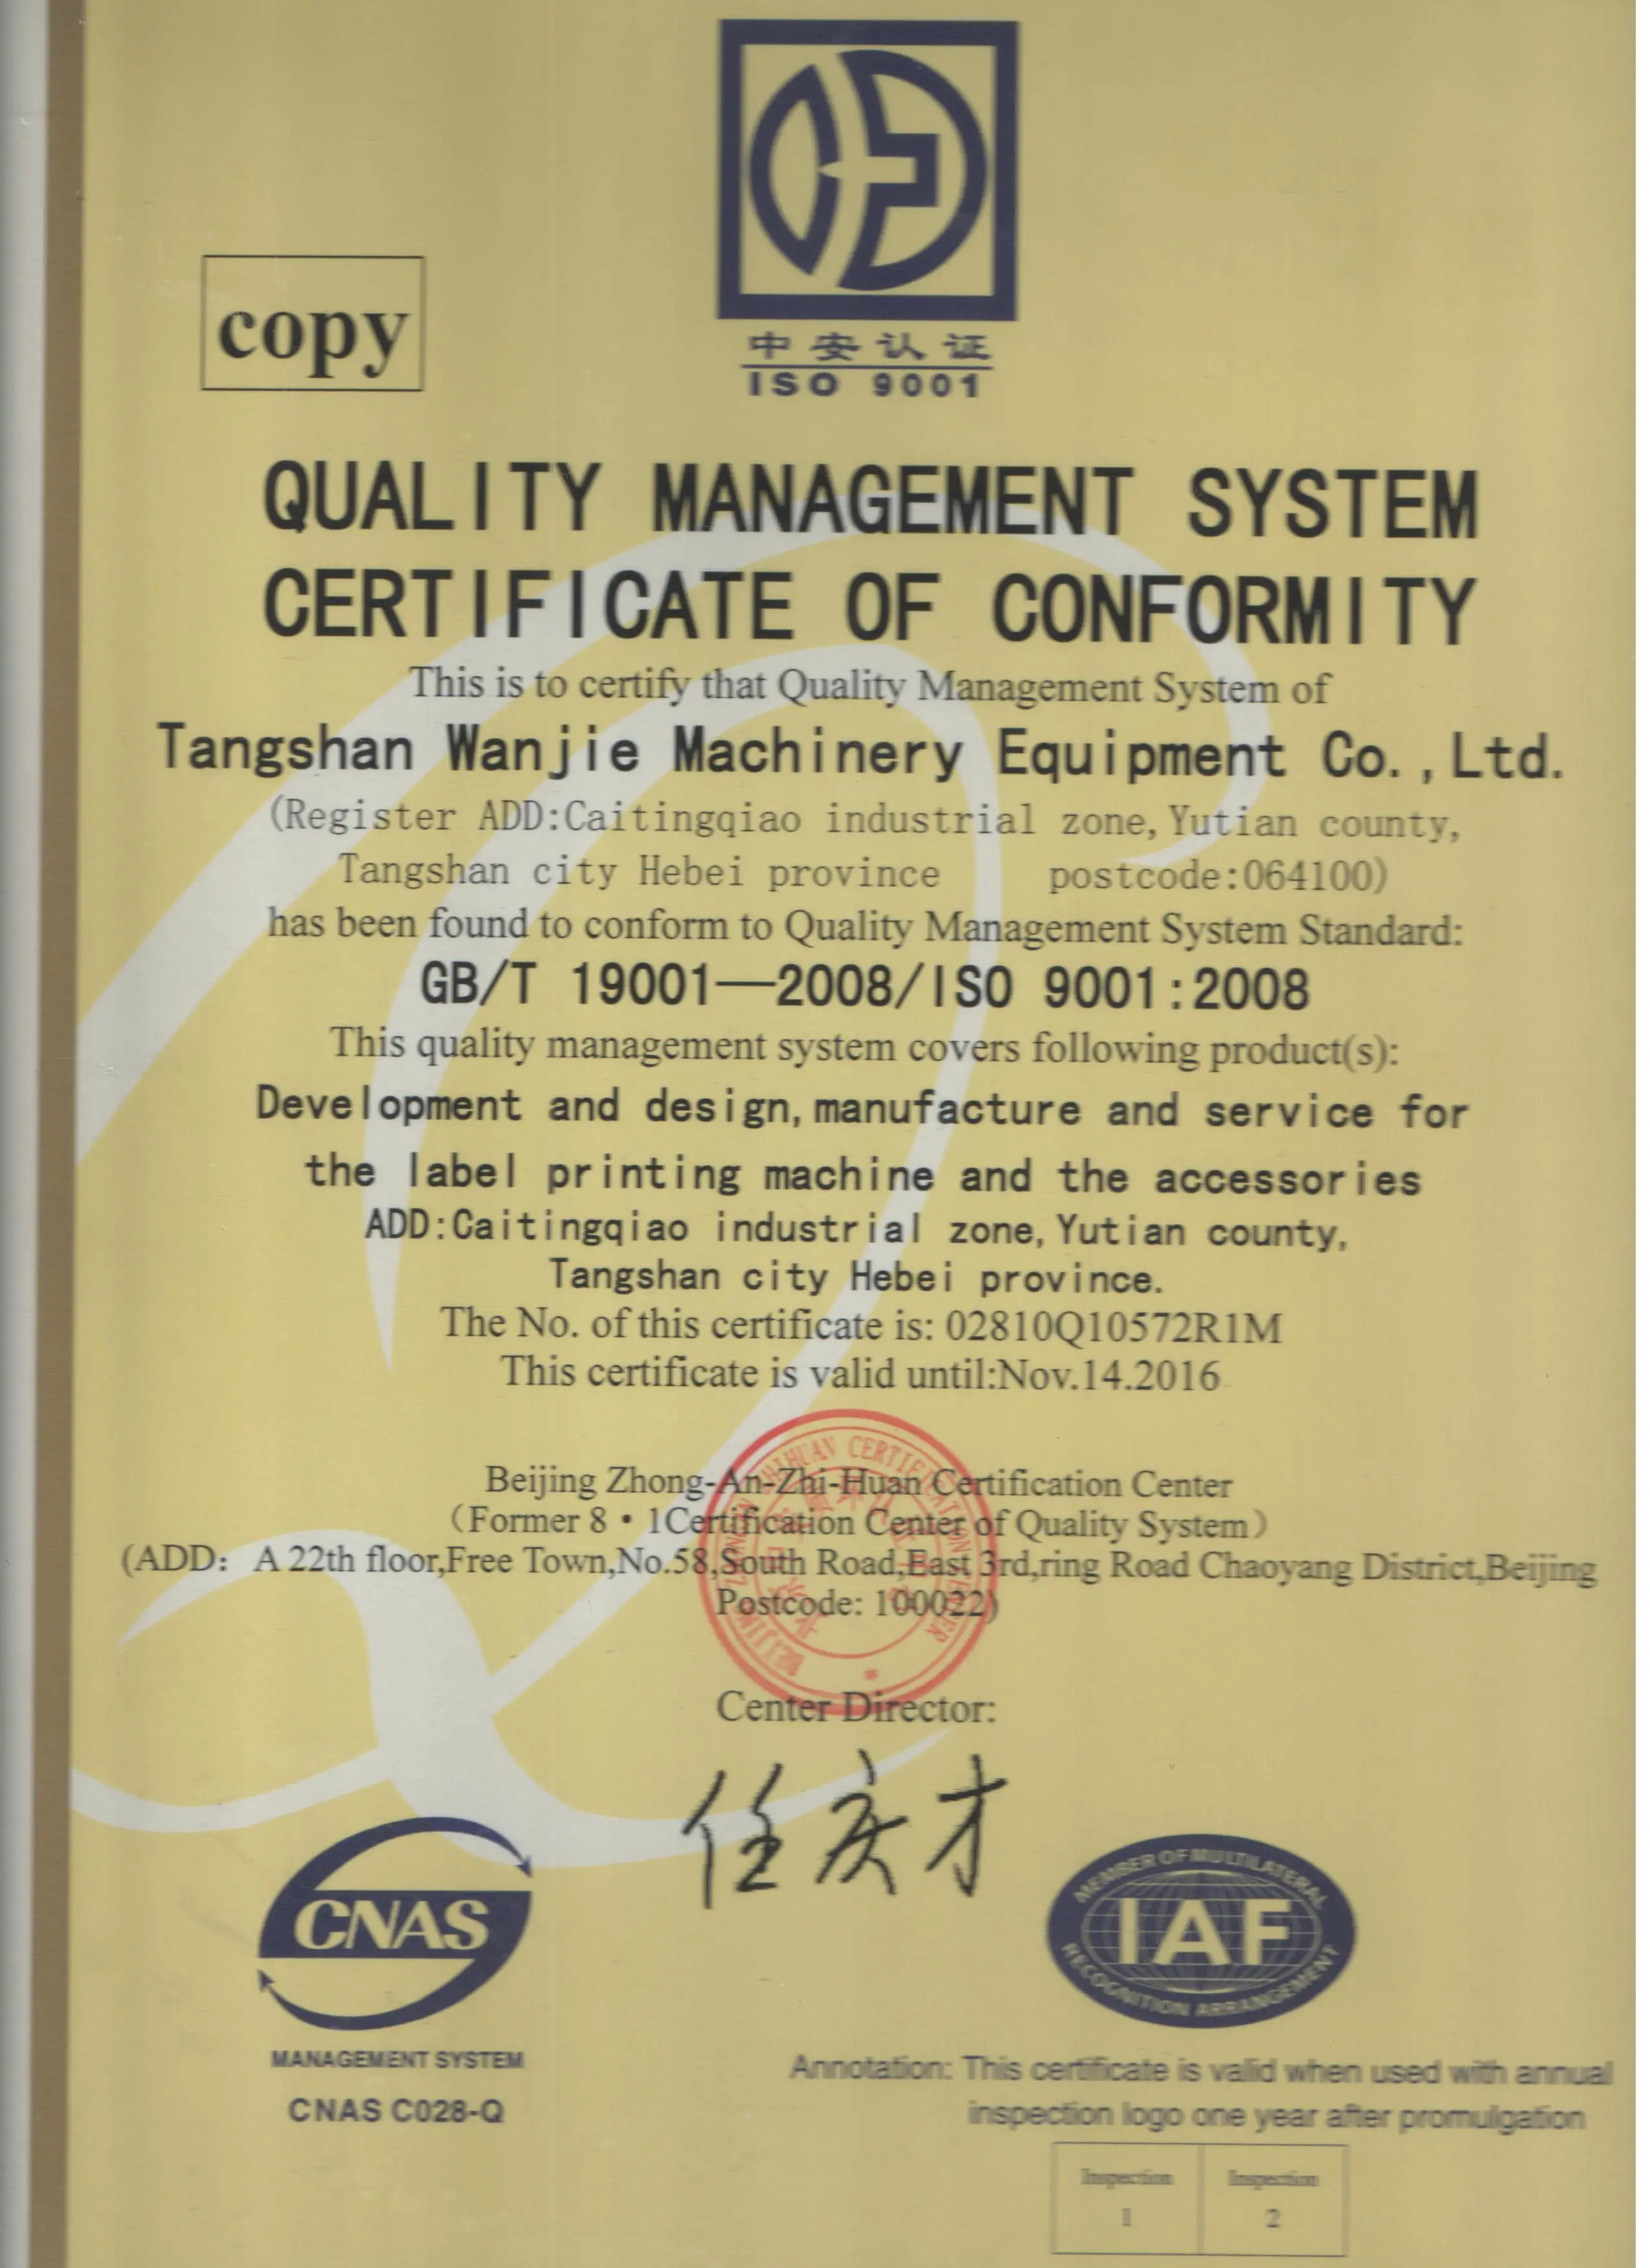 中安认证
ISO 9001
copy
QUALITY MANAGEMENT SYSTEM
CERTIFICATE OF CONFORMITY
This is to certify that Quality Management System of
Tangshan Wanjie Machinery Equipment Co.,Ltd.
(Register ADD:Caitingqiao industrial zone,Yutian county,
Tangshan city Hebei province postcode:064100)
has been found to conform to Quality Management System Standard:
GB/T 19001—2008/ISO 9001:2008
This quality management system covers following product(s):
Development and design,manufacture and service for
the label printing machine and the accessories
ADD:Caitingqiao industrial zone,Yutian county,
Tangshan city Hebei province.
The No. of this certificate is: 02810Q10572R1M
This certificate is valid until:Nov.14.2016
Beijing Zhong-An-Zhi-Huan Certification Center
（Former 8•1Certification Center of Quality System）
(ADD: A 22th floor,Free Town,No.58,South Road,East 3rd,ring Road Chaoyang District,Beijing
Postcode: 100022)
Center Director:
任庆才
CNAS
MANAGEMENT SYSTEM
CNAS C028-Q
MEMBER OF MULTILATERAL
IAF
RECOGNITION ARRANGEMENT
Annotation: This certificate is valid when used with annual
inspection logo one year after promulgation
Inspection Inspection
1 2